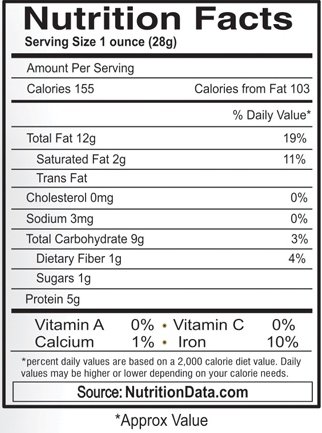 Nutrition Facts
Serving Size 1 ounce (28g)
Amount Per Serving
Calories 155 Calories from Fat 103
% Daily Value*
Total Fat 12g 19%
Saturated Fat 2g 11%
Trans Fat
Cholesterol 0mg 0%
Sodium 3mg 0%
Total Carbohydrate 9g 3%
Dietary Fiber 1g 4%
Sugars 1g
Protein 5g
Vitamin A 0% • Vitamin C 0%
Calcium 1% • Iron 10%
*percent daily values are based on a 2,000 calorie diet value. Daily
values may be higher or lower depending on your calorie needs.
Source: NutritionData.com
*Approx Value